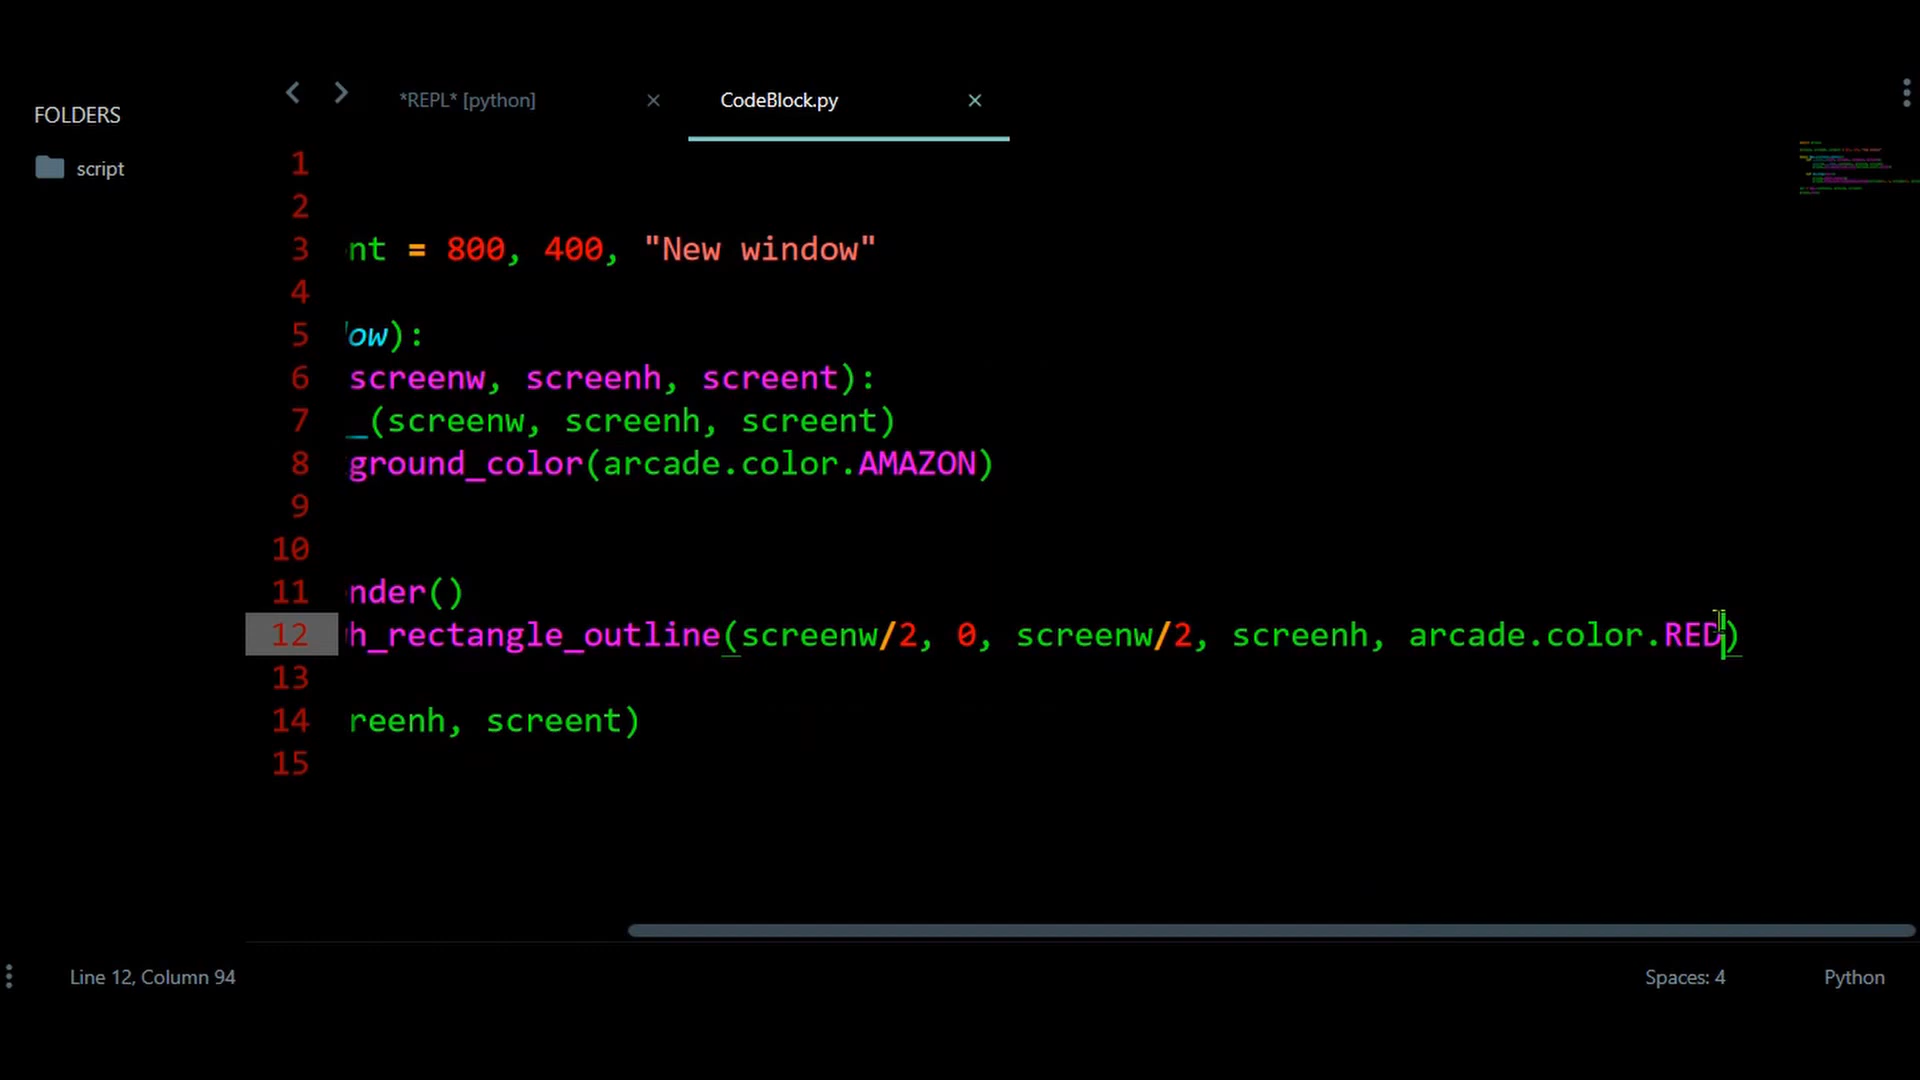 FOLDERS
script
*REPL* [python]
CodeBlock.py
1
2
3 nt = 800, 400, "New window"
4
5 ow):
6 screenw, screenh, screent):
7 _(screenw, screenh, screent)
8 ground_color(arcade.color.AMAZON)
9
10
11 nder()
12 h_rectangle_outline(screenw/2, 0, screenw/2, screenh, arcade.color.RED)
13
14 reenh, screent)
15
Line 12, Column 94
Spaces: 4
Python